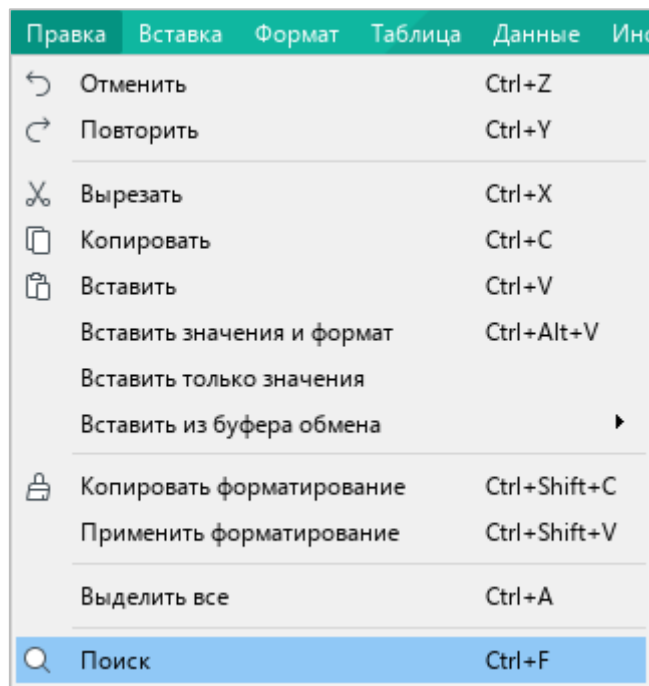 Правка Вставка Формат Таблица Данные Инс
Отменить Ctrl+Z
Повторить Ctrl+Y
Вырезать Ctrl+X
Копировать Ctrl+C
Вставить Ctrl+V
Вставить значения и формат Ctrl+Alt+V
Вставить только значения
Вставить из буфера обмена
Копировать форматирование Ctrl+Shift+C
Применить форматирование Ctrl+Shift+V
Выделить все Ctrl+A
Поиск Ctrl+F